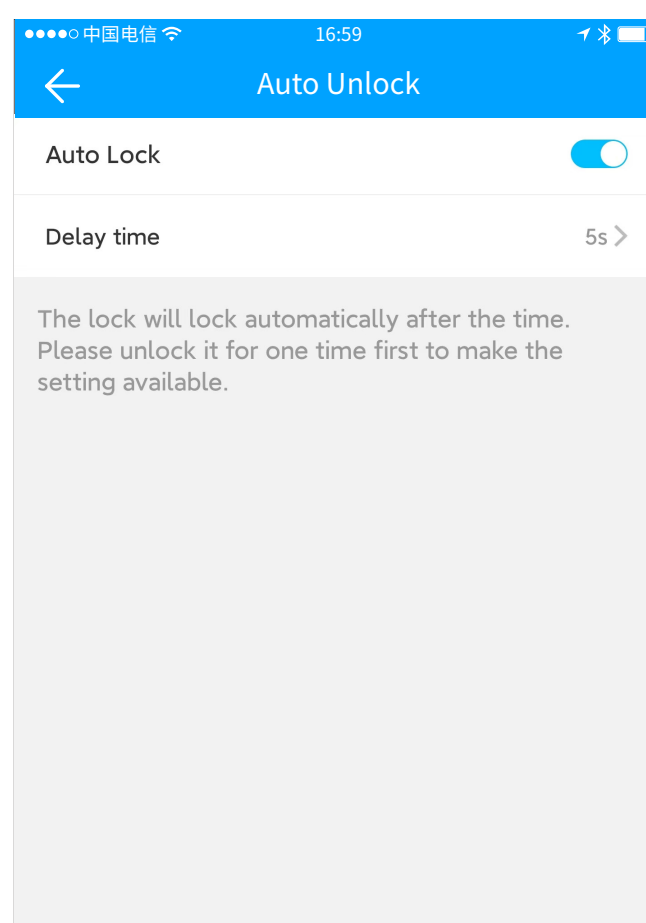 中国电信 16:59
Auto Unlock
Auto Lock
Delay time 5s
The lock will lock automatically after the time.
Please unlock it for one time first to make the
setting available.